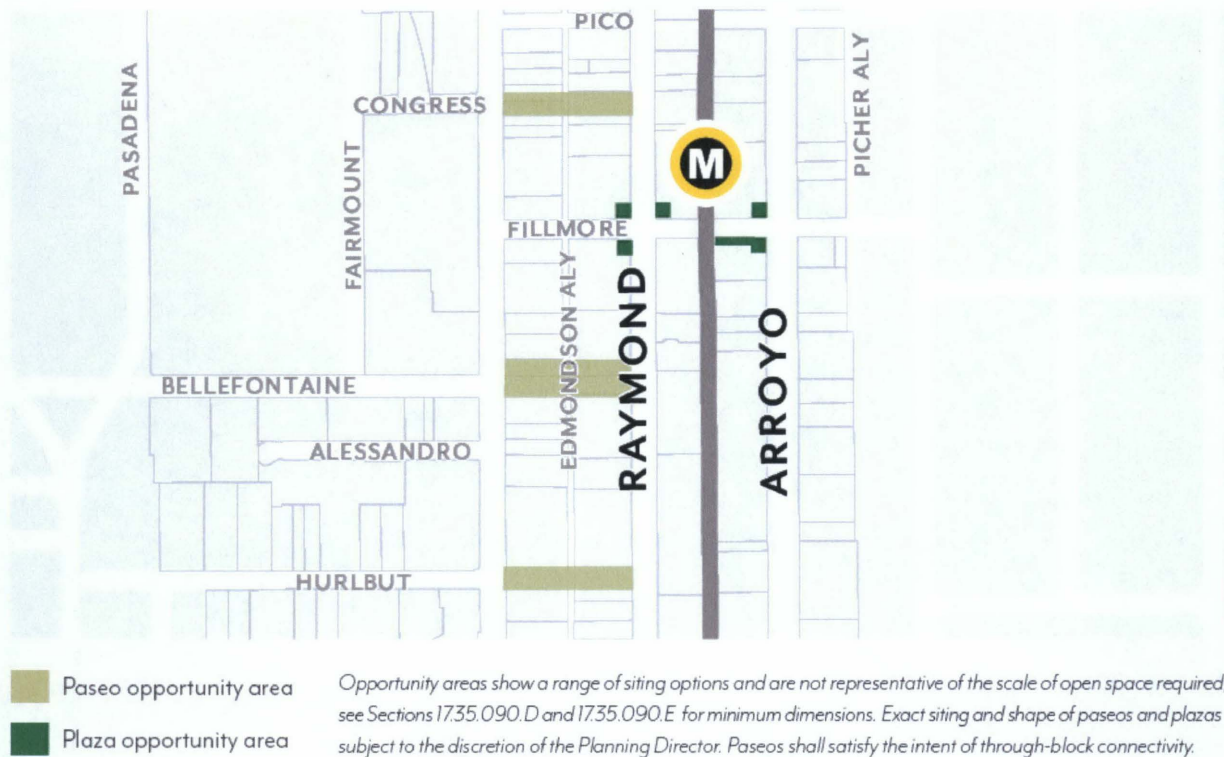 PICO
PASADENA
CONGRESS
PICHER ALY
FAIRMOUNT
M
FILLMORE
EDMONDSON ALY
RAYMOND
ARROYO
BELLEFONTAINE
ALESSANDRO
HURLBUT
Paseo opportunity area
Plaza opportunity area
Opportunity areas show a range of siting options and are not representative of the scale of open space required
see Sections 17.35.090.D and 17.35.090.E for minimum dimensions. Exact siting and shape of paseos and plazas
subject to the discretion of the Planning Director. Paseos shall satisfy the intent of through-block connectivity.